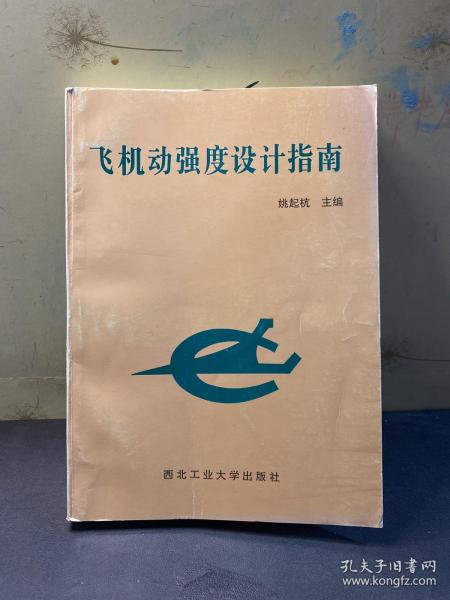 飞机动强度设计指南
姚起杭 主编
西北工业大学出版社
孔夫子旧书网
www.kongfz.com